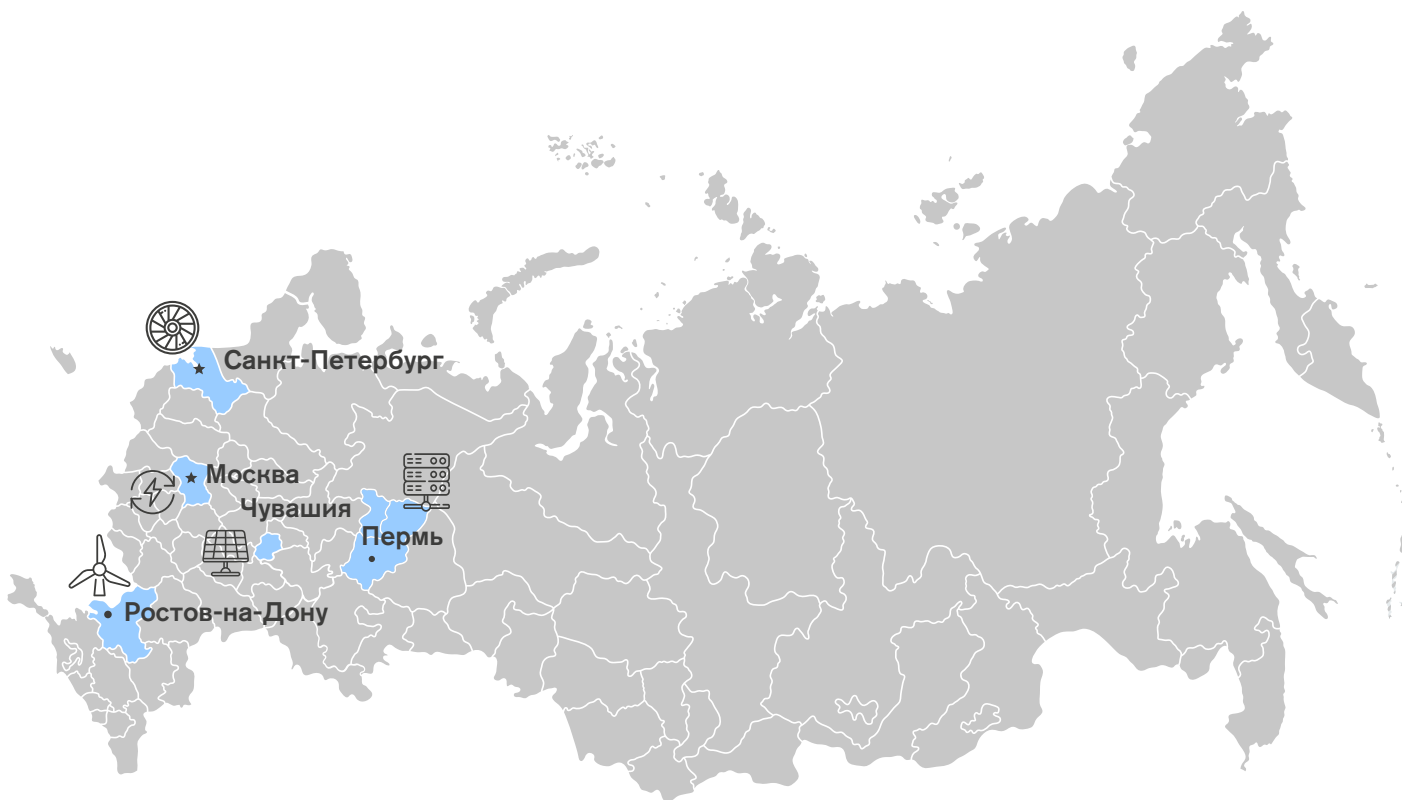 Санкт-Петербург
Москва
Чувашия
Пермь
Ростов-на-Дону